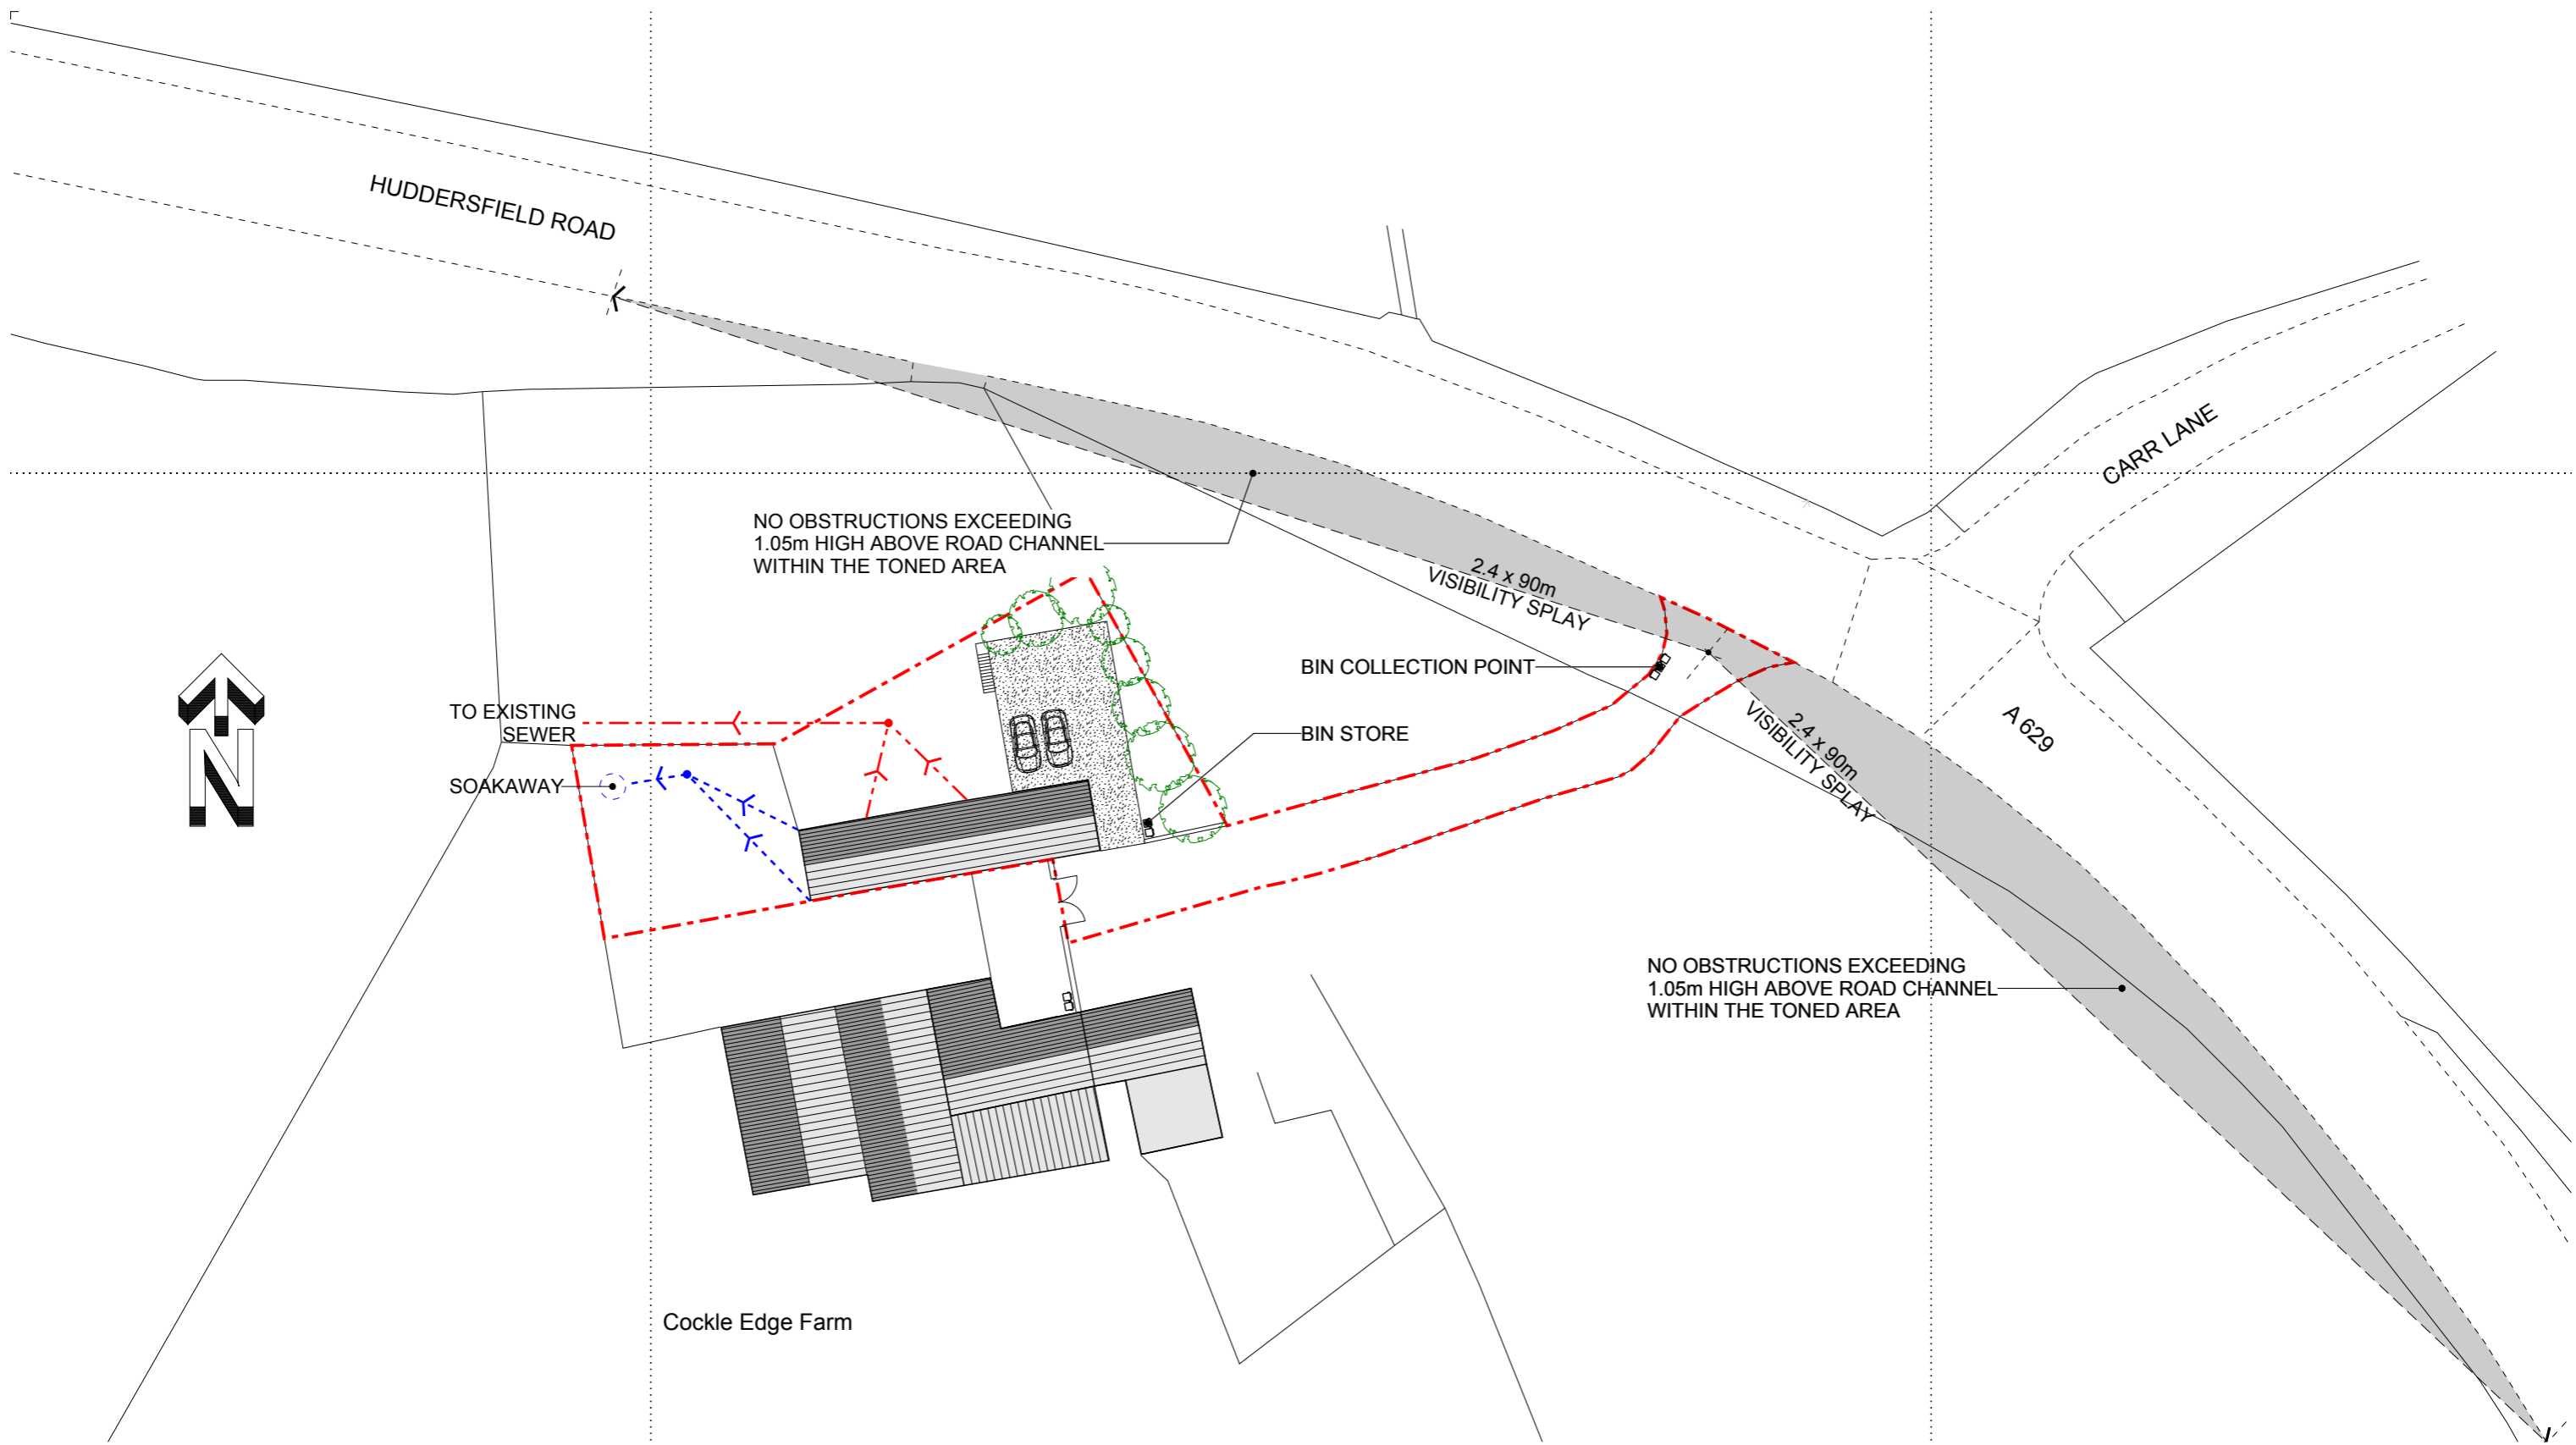 HUDDERSFIELD ROAD
CARR LANE
NO OBSTRUCTIONS EXCEEDING
1.05m HIGH ABOVE ROAD CHANNEL
WITHIN THE TONED AREA
2.4 x 90m
VISIBILITY SPLAY
BIN COLLECTION POINT
BIN STORE
TO EXISTING
SEWER
SOAKAWAY
N
A 629
2.4 x 90m
VISIBILITY SPLAY
NO OBSTRUCTIONS EXCEEDING
1.05m HIGH ABOVE ROAD CHANNEL
WITHIN THE TONED AREA
Cockle Edge Farm